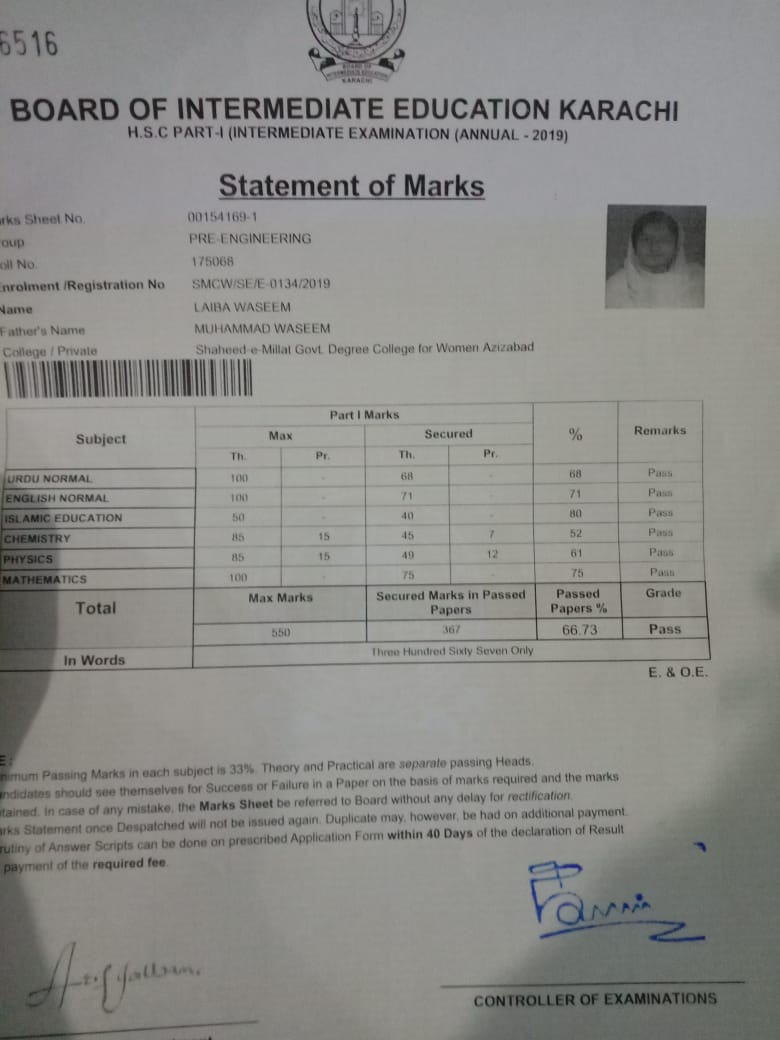 6516
BOARD OF
INTERMEDIATE EDUCATION
KARACHI
BOARD OF INTERMEDIATE EDUCATION KARACHI
H.S.C PART-I (INTERMEDIATE EXAMINATION (ANNUAL - 2019)
Statement of Marks
rks Sheet No. 00154169-1
oup PRE-ENGINEERING
oll No. 175068
nrolment /Registration No SMCW/SE/E-0134/2019
Name LAIBA WASEEM
Father's Name MUHAMMAD WASEEM
College / Private Shaheed-e-Millat Govt. Degree College for Women Azizabad
Subject Part I Marks % Remarks
Max Secured
Th. Pr. Th. Pr.
URDU NORMAL 100 - 68 - 68 Pass
ENGLISH NORMAL 100 - 71 - 71 Pass
ISLAMIC EDUCATION 50 - 40 - 80 Pass
CHEMISTRY 85 15 45 7 52 Pass
PHYSICS 85 15 49 12 61 Pass
MATHEMATICS 100 - 75 - 75 Pass
Total Max Marks Secured Marks in Passed Papers Passed Papers % Grade
550 367 66.73 Pass
In Words Three Hundred Sixty Seven Only
E. & O.E.
E:
nimum Passing Marks in each subject is 33%. Theory and Practical are separate passing Heads.
ndidates should see themselves for Success or Failure in a Paper on the basis of marks required and the marks
tained. In case of any mistake, the Marks Sheet be referred to Board without any delay for rectification.
rks Statement once Despatched will not be issued again. Duplicate may, however, be had on additional payment.
rutiny of Answer Scripts can be done on prescribed Application Form within 40 Days of the declaration of Result
payment of the required fee.
CONTROLLER OF EXAMINATIONS